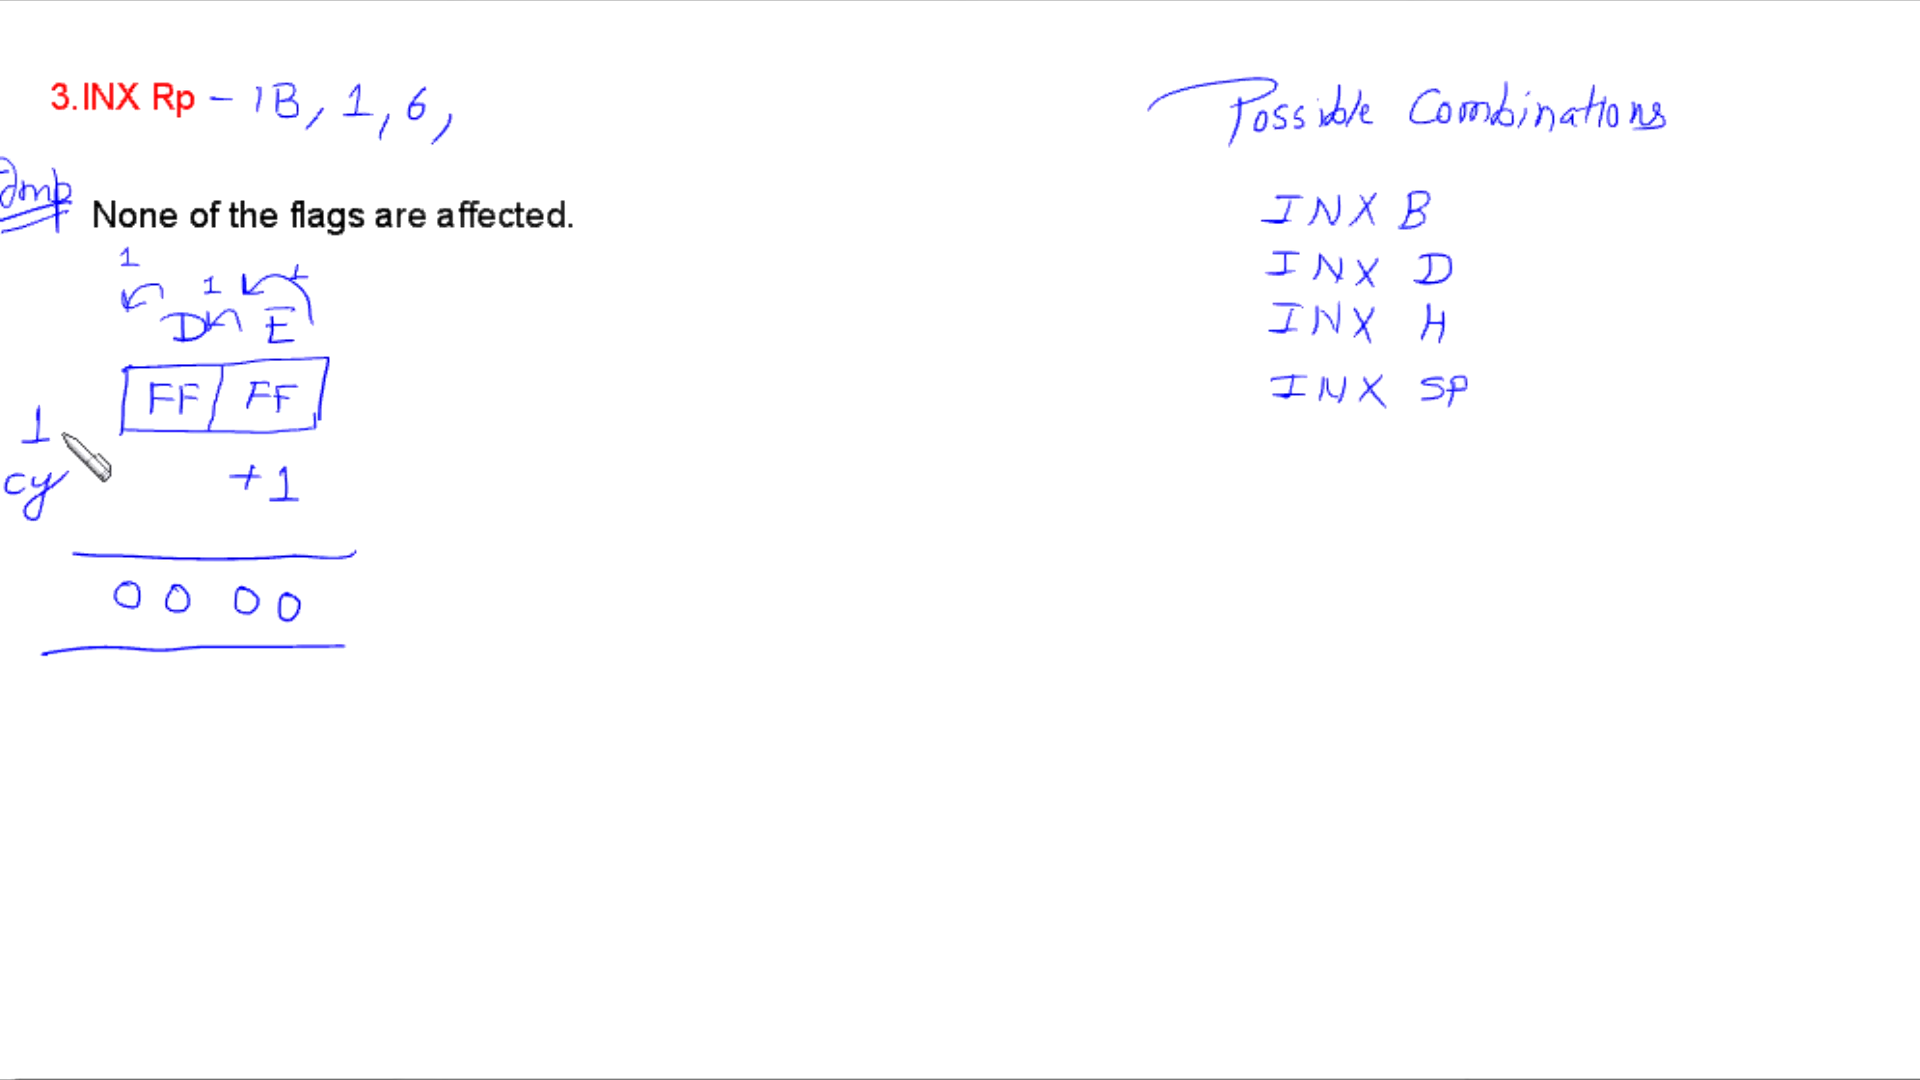 3.INX Rp - 1B, 1, 6,
Imp None of the flags are affected.
1
1 1
D E
FF FF
1
cy +1
00 00
Possible Combinations
INX B
INX D
INX H
INX SP